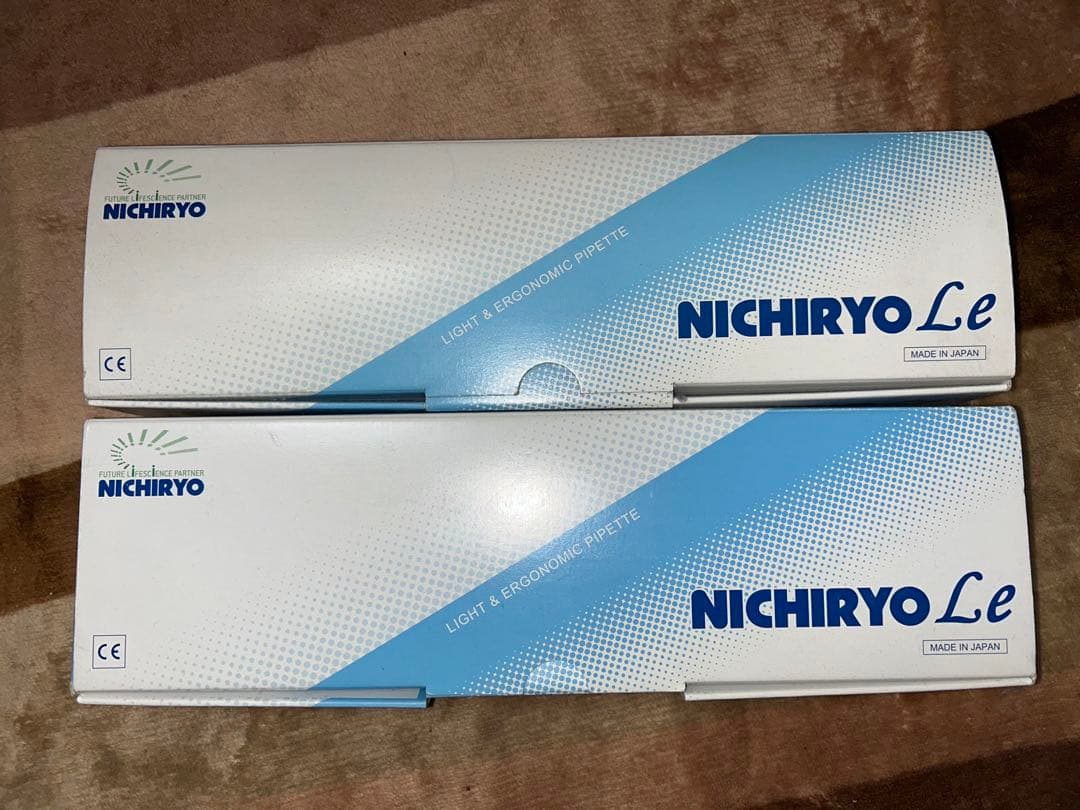 FUTURE LiFESCiENCE PARTNER
NICHIRYO
LIGHT & ERGONOMIC PIPETTE
NICHIRYO Le
MADE IN JAPAN
CE
FUTURE LiFESCiENCE PARTNER
NICHIRYO
LIGHT & ERGONOMIC PIPETTE
NICHIRYO Le
MADE IN JAPAN
CE